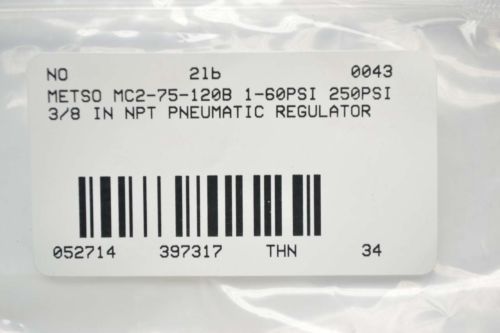 NO 2lb 0043
METSO MC2-75-120B 1-60PSI 250PSI
3/8 IN NPT PNEUMATIC REGULATOR
052714 397317 THN 34